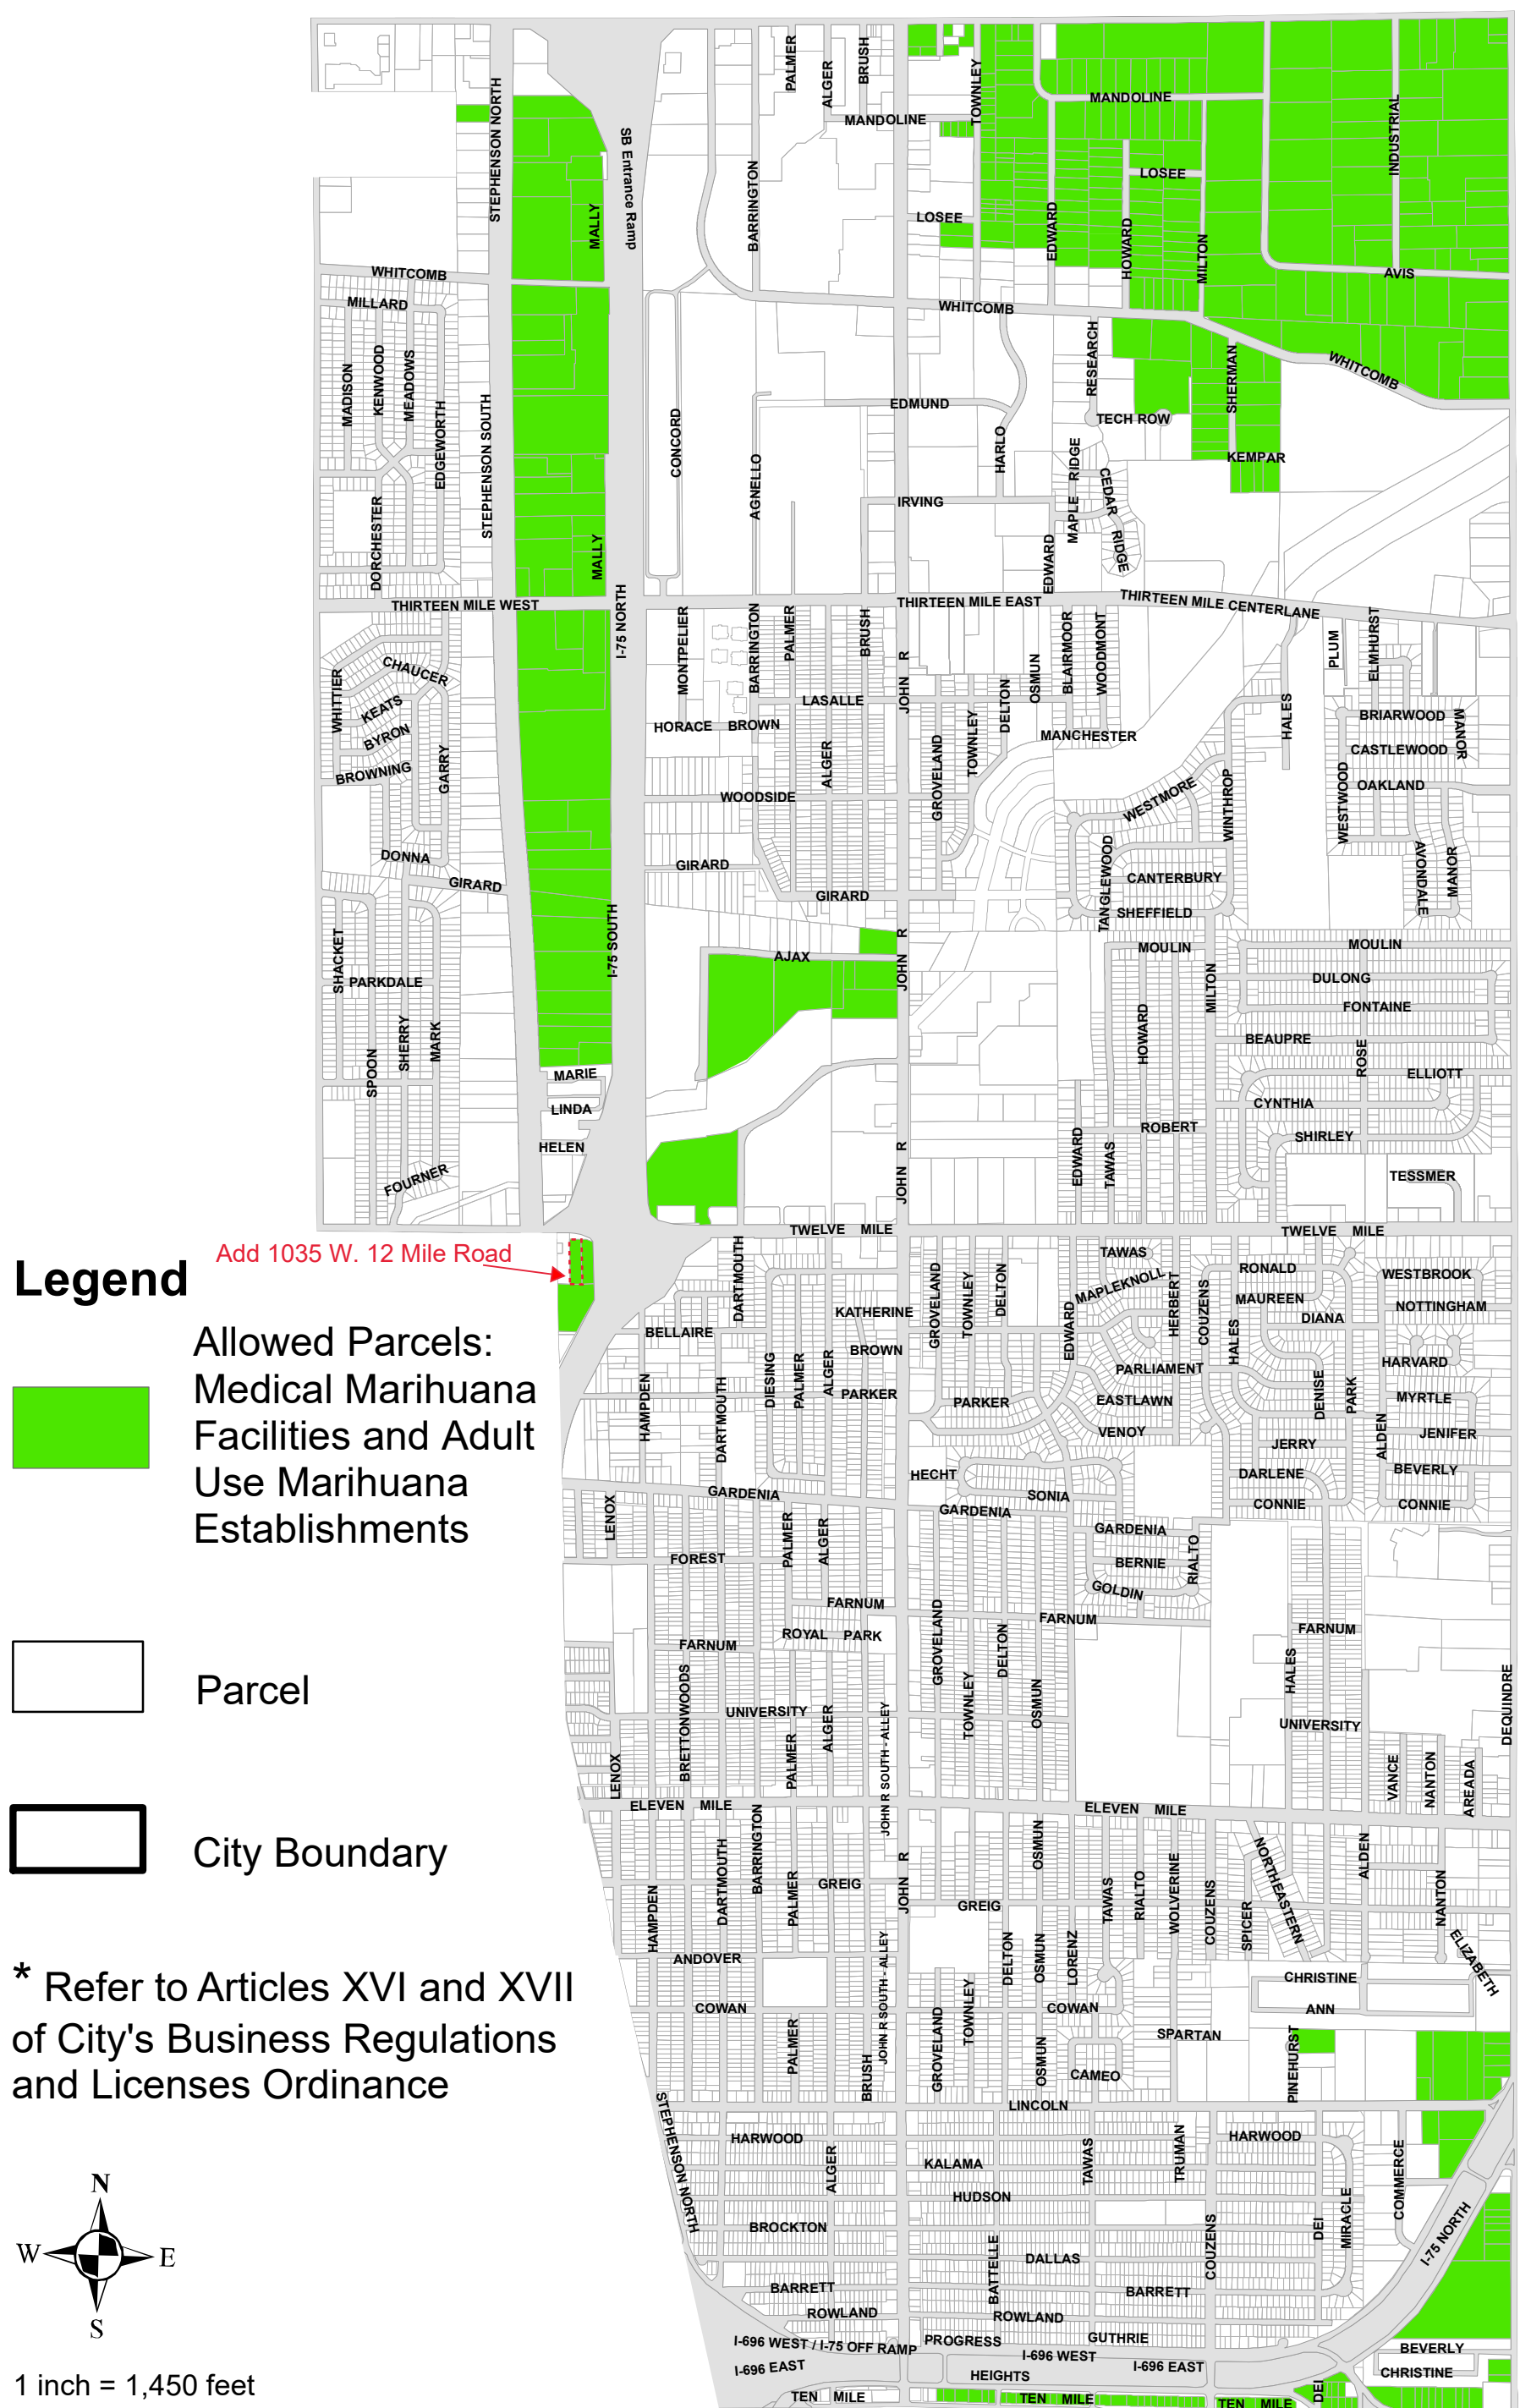 PALMER
ALGER
BRUSH
TOWNLEY
MANDOLINE
MANDOLINE
STEPHENSON NORTH
SB Entrance Ramp
INDUSTRIAL
LOSEE
BARRINGTON
MALLY
LOSEE
EDWARD
HOWARD
MILTON
WHITCOMB
AVIS
MILLARD
WHITCOMB
RESEARCH
MADISON
KENWOOD
MEADOWS
EDGEWORTH
STEPHENSON SOUTH
SHERMAN
WHITCOMB
EDMUND
CONCORD
TECH ROW
HARLO
MAPLE RIDGE
KEMPAR
AGNELLO
CEDAR RIDGE
IRVING
DORCHESTER
MALLY
EDWARD
THIRTEEN MILE WEST
I-75 NORTH
THIRTEEN MILE EAST
THIRTEEN MILE CENTERLANE
MONTPELIER
BARRINGTON
PALMER
BRUSH
JOHN R
OSMUN
BLAIRMOOR
WOODMONT
PLUM
ELMHURST
WHITTIER
CHAUCER
KEATS
BYRON
BROWNING
GARRY
LASALLE
HORACE BROWN
ALGER
DELTON
TOWNLEY
GROVELAND
MANCHESTER
HALES
BRIARWOOD
MANOR
CASTLEWOOD
OAKLAND
WESTWOOD
WOODSIDE
WESTMORE
WINTHROP
DONNA
GIRARD
GIRARD
GIRARD
TANGLEWOOD
CANTERBURY
SHEFFIELD
AVONDALE
MANOR
SHACKET
I-75 SOUTH
AJAX
JOHN R
MOULIN
MOULIN
PARKDALE
DULONG
MILTON
FONTAINE
SPOON
SHERRY
MARK
HOWARD
BEAUPRE
ROSE
MARIE
ELLIOTT
LINDA
CYNTHIA
HELEN
ROBERT
SHIRLEY
FOURNER
JOHN R
EDWARD
TAWAS
TESSMER
TWELVE MILE
TWELVE MILE
Add 1035 W. 12 Mile Road
Legend
Allowed Parcels:
Medical Marihuana
Facilities and Adult
Use Marihuana
Establishments
Parcel
City Boundary
* Refer to Articles XVI and XVII
of City's Business Regulations
and Licenses Ordinance
DARTMOUTH
GROVELAND
TOWNLEY
DELTON
TAWAS
MAPLEKNOLL
HERBERT
COUZENS
RONALD
WESTBROOK
MAUREEN
NOTTINGHAM
KATHERINE
DIANA
BELLAIRE
EDWARD
HALES
BROWN
HARVARD
DIESING
PALMER
ALGER
PARLIAMENT
HAMPDEN
DARTMOUTH
PARKER
PARKER
EASTLAWN
DENISE
PARK
MYRTLE
VENOY
ALDEN
JENIFER
JERRY
HECHT
DARLENE
BEVERLY
GARDENIA
SONIA
CONNIE
CONNIE
LENOX
GARDENIA
GARDENIA
PALMER
ALGER
FOREST
BERNIE
RIALTO
GOLDIN
FARNUM
FARNUM
FARNUM
ROYAL PARK
FARNUM
GROVELAND
DELTON
HALES
BRETTONWOODS
TOWNLEY
OSMUN
DEQUINDRE
UNIVERSITY
ALGER
JOHN R SOUTH - ALLEY
UNIVERSITY
PALMER
LENOX
VANCE
NANTON
AREADA
ELEVEN MILE
ELEVEN MILE
BARRINGTON
DARTMOUTH
OSMUN
ALDEN
NORTHEASTERN
PALMER
GREIG
JOHN R
GREIG
TAWAS
RIALTO
WOLVERINE
COUZENS
SPICER
NANTON
HAMPDEN
ANDOVER
JOHN R SOUTH - ALLEY
DELTON
OSMUN
LORENZ
ELIZABETH
CHRISTINE
COWAN
COWAN
ANN
GROVELAND
TOWNLEY
SPARTAN
PALMER
BRUSH
OSMUN
CAMEO
PINEHURST
LINCOLN
STEPHENSON NORTH
HARWOOD
HARWOOD
ALGER
KALAMA
TAWAS
TRUMAN
COMMERCE
HUDSON
BROCKTON
COUZENS
DEI
MIRACLE
I-75 NORTH
BATTELLE
DALLAS
BARRETT
BARRETT
ROWLAND
ROWLAND
GUTHRIE
I-696 WEST / I-75 OFF RAMP
PROGRESS
I-696 WEST
BEVERLY
I-696 EAST
I-696 EAST
HEIGHTS
CHRISTINE
DEI
TEN MILE
TEN MILE
TEN MILE
N
W
E
S
1 inch = 1,450 feet